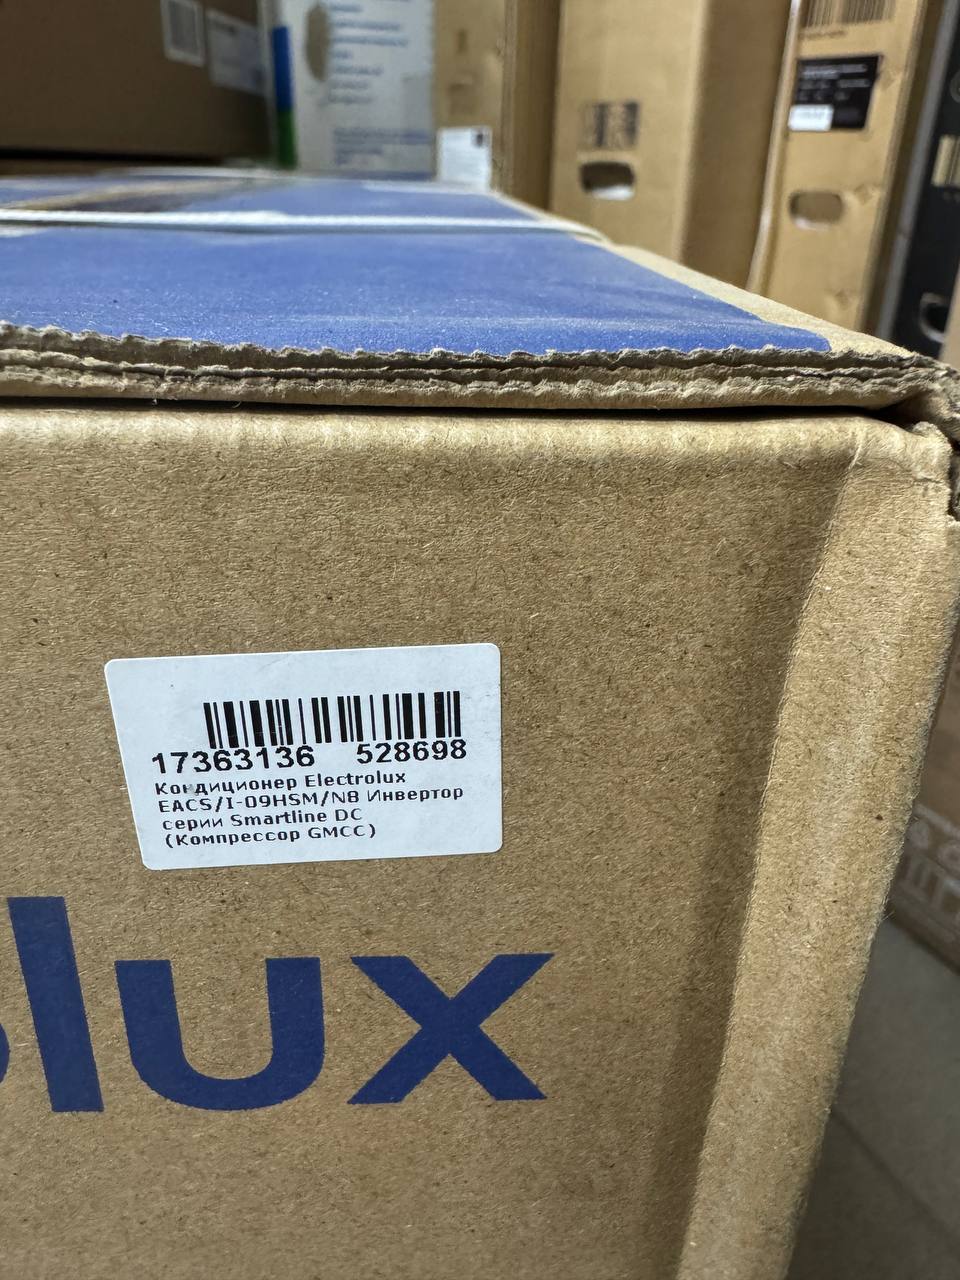 17363136 528698
Кондиционер Electrolux
EACS/I-09HSM/N8 Инвертор
серии Smartline DC
(Компрессор GMCC)
lux